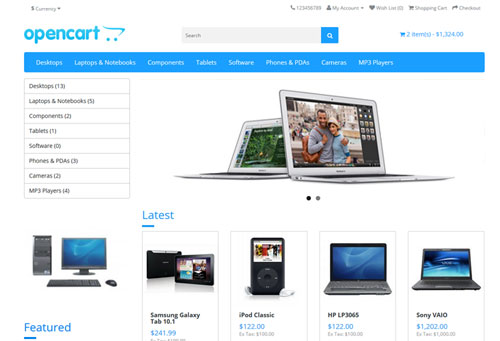 $ Currency
123456789 My Account Wish List (0) Shopping Cart Checkout
opencart
Search
2 item(s) - $1,324.00
Desktops Laptops & Notebooks Components Tablets Software Phones & PDAs Cameras MP3 Players
Desktops (13)
Laptops & Notebooks (5)
Components (2)
Tablets (1)
Software (0)
Phones & PDAs (3)
Cameras (2)
MP3 Players (4)
Latest
Samsung Galaxy
Tab 10.1
$241.99
Ex Tax: $199.99
iPod Classic
$122.00
Ex Tax: $100.00
HP LP3065
$122.00
Ex Tax: $100.00
Sony VAIO
$1,202.00
Ex Tax: $1,000.00
Featured